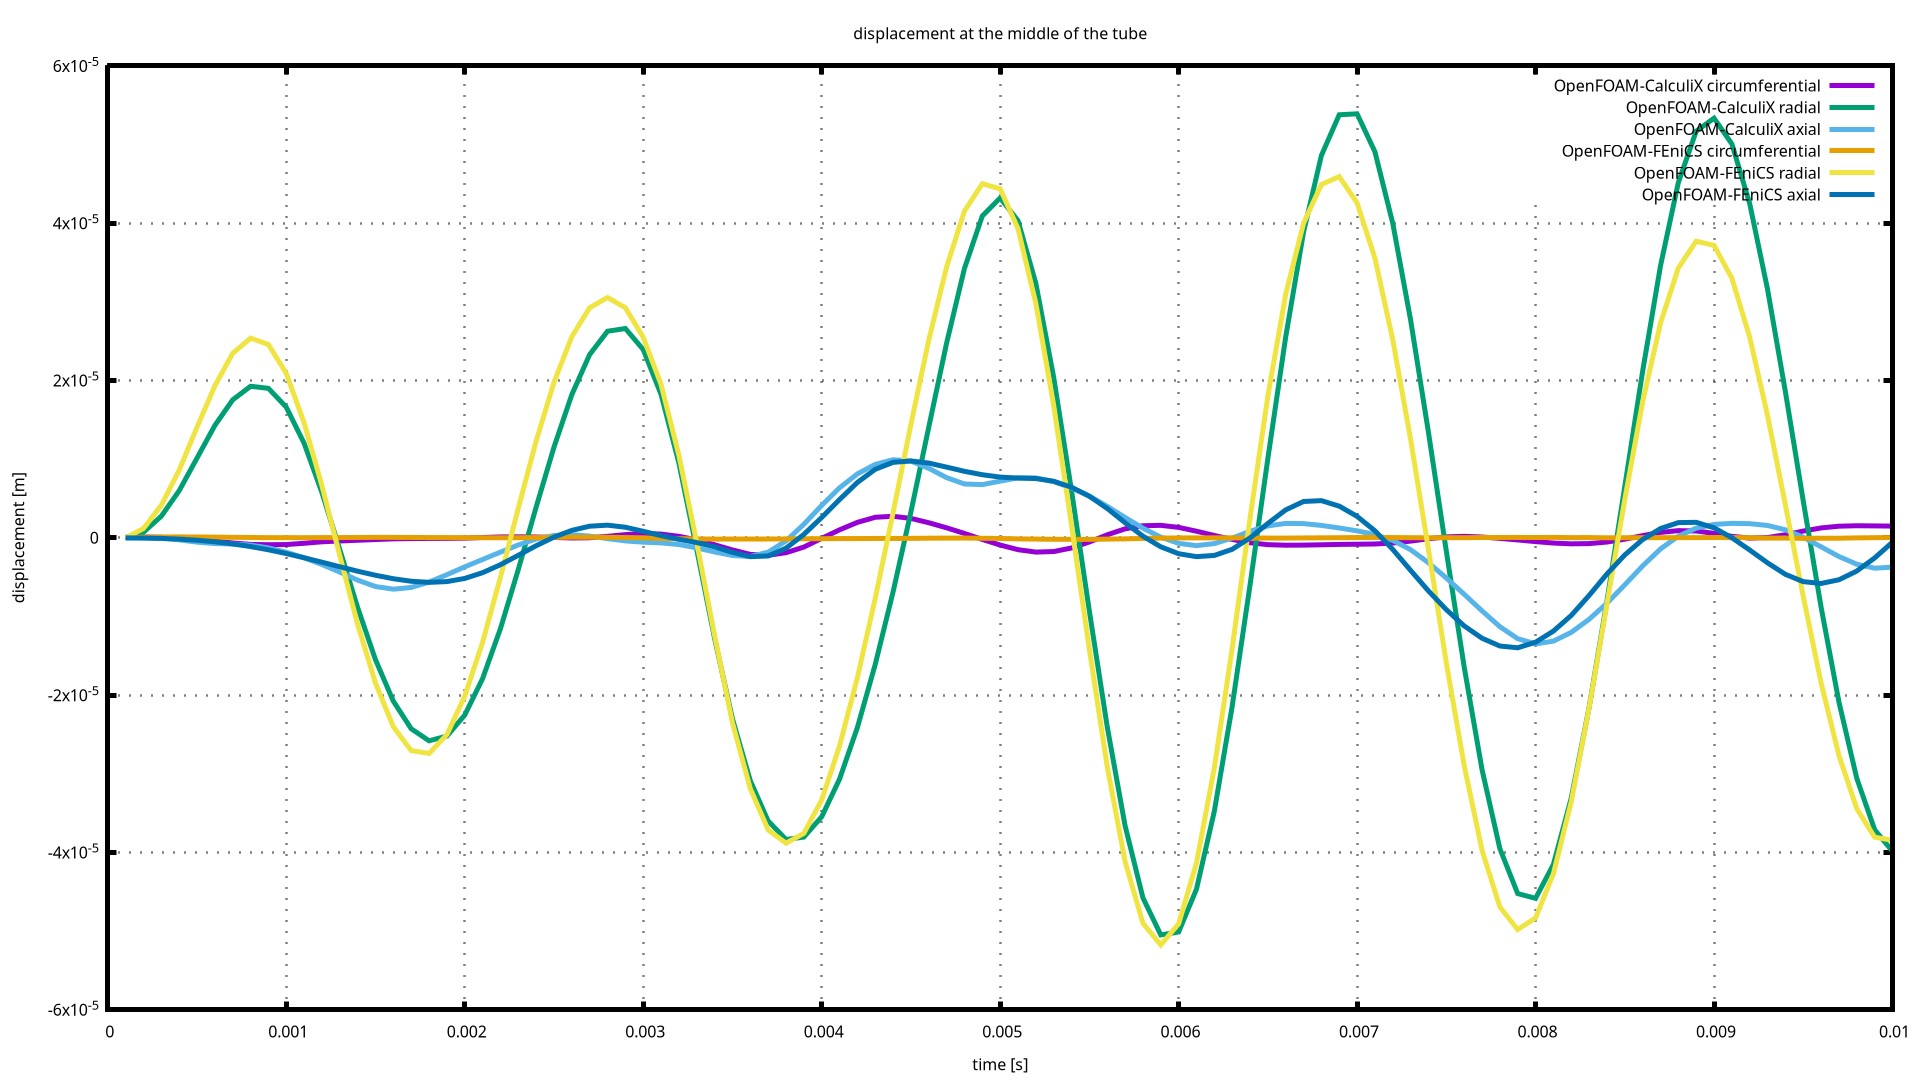 displacement at the middle of the tube
6x10-5
4x10-5
2x10-5
0
-2x10-5
-4x10-5
-6x10-5
displacement [m]
OpenFOAM-CalculiX circumferential
OpenFOAM-CalculiX radial
OpenFOAM-CalculiX axial
OpenFOAM-FEniCS circumferential
OpenFOAM-FEniCS radial
OpenFOAM-FEniCS axial
0 0.001 0.002 0.003 0.004 0.005 0.006 0.007 0.008 0.009 0.01
time [s]